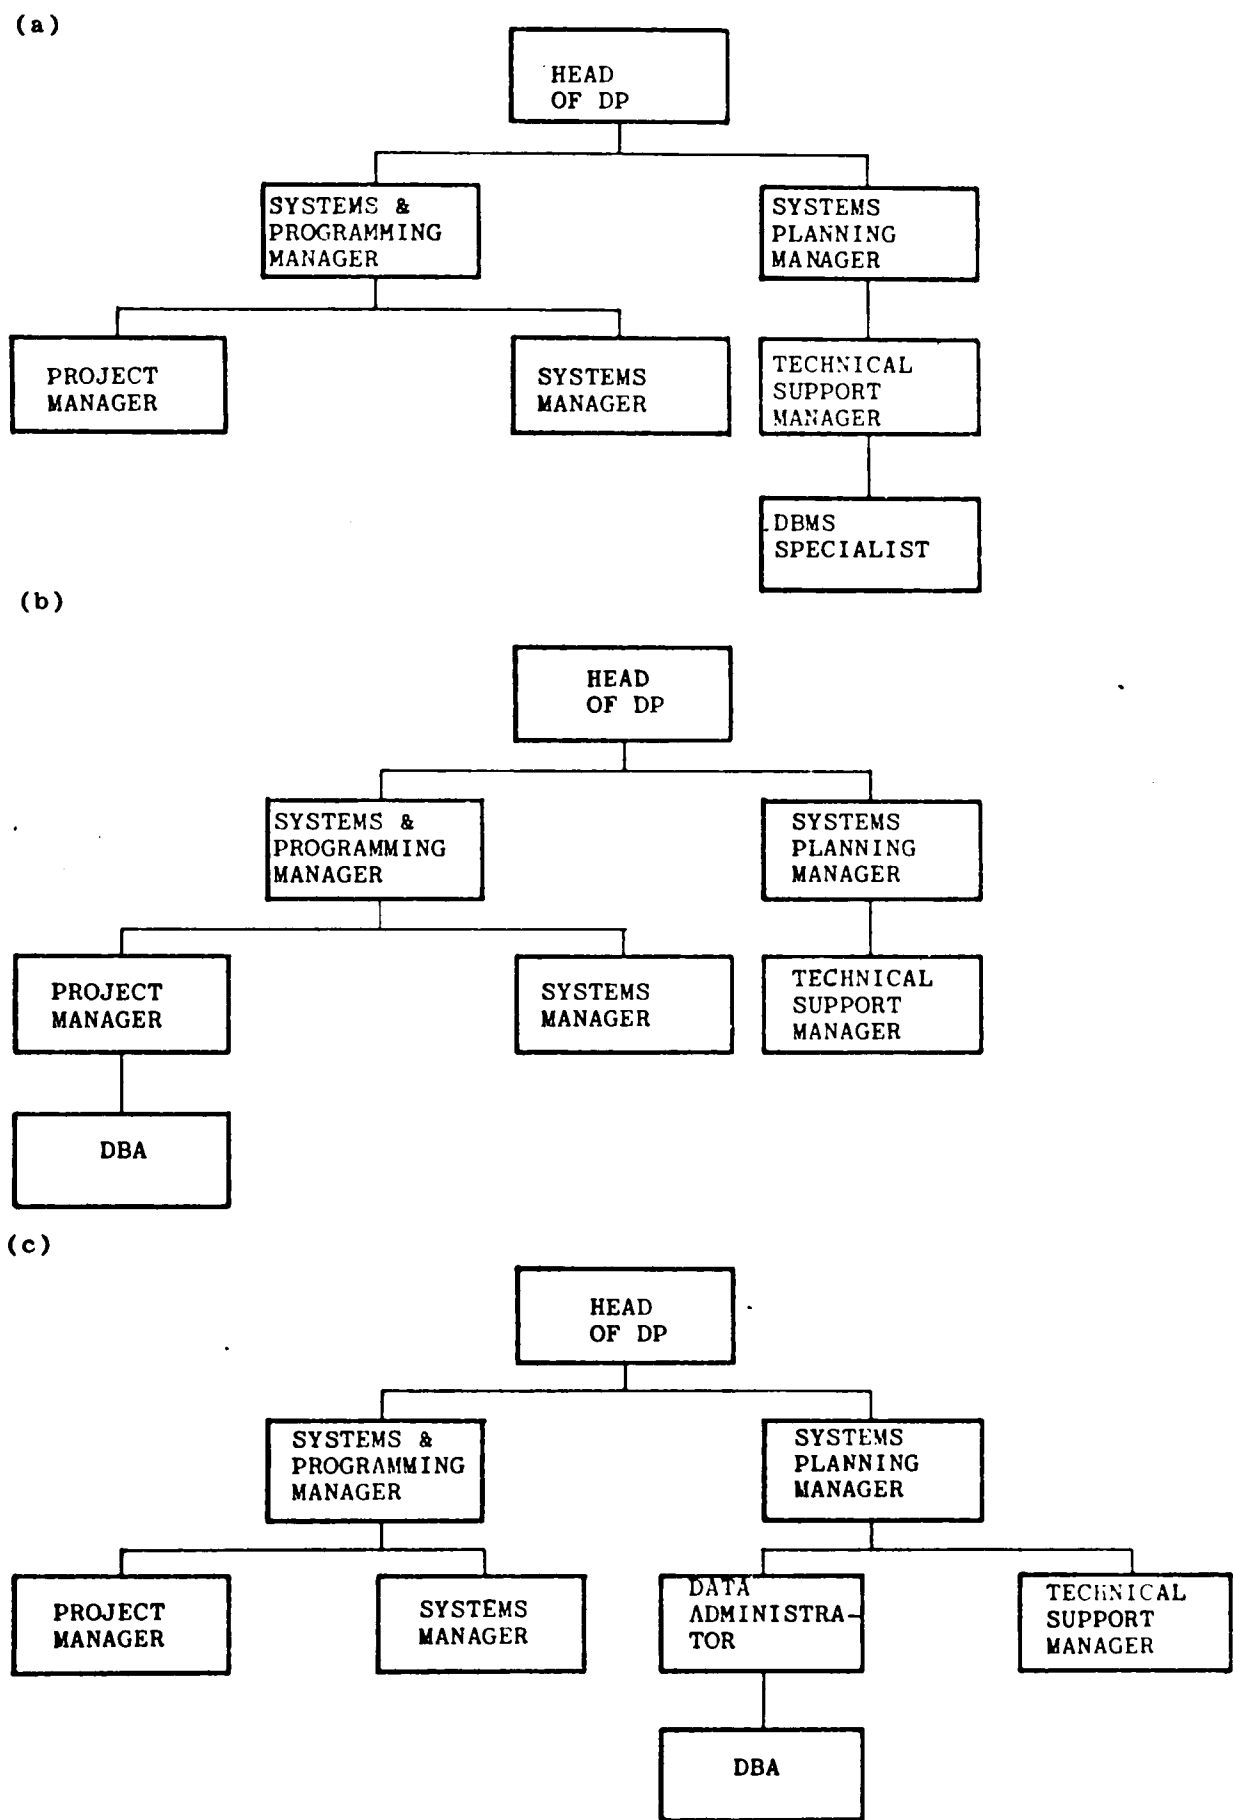 (a)
HEAD
OF DP
SYSTEMS &
PROGRAMMING
MANAGER
SYSTEMS
PLANNING
MANAGER
PROJECT
MANAGER
SYSTEMS
MANAGER
TECHNICAL
SUPPORT
MANAGER
DBMS
SPECIALIST
(b)
HEAD
OF DP
SYSTEMS &
PROGRAMMING
MANAGER
SYSTEMS
PLANNING
MANAGER
PROJECT
MANAGER
SYSTEMS
MANAGER
TECHNICAL
SUPPORT
MANAGER
DBA
(c)
HEAD
OF DP
SYSTEMS &
PROGRAMMING
MANAGER
SYSTEMS
PLANNING
MANAGER
PROJECT
MANAGER
SYSTEMS
MANAGER
DATA
ADMINISTRA-
TOR
TECHNICAL
SUPPORT
MANAGER
DBA